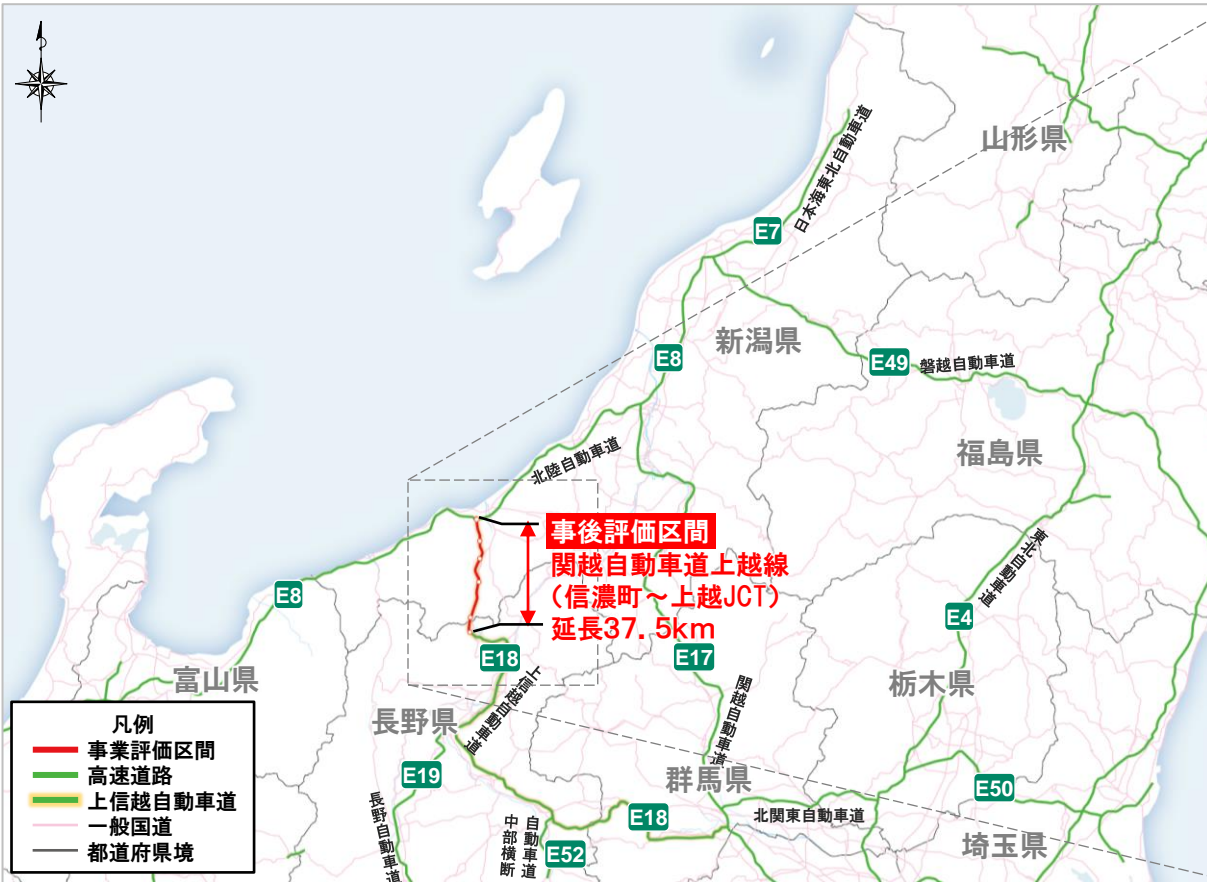 山形県
日本海東北自動車道
E7
新潟県
E8
E49
磐越自動車道
福島県
北陸自動車道
事後評価区間
関越自動車道上越線
(信濃町～上越JCT)
延長37.5km
東北自動車道
E8
E4
E18
E17
富山県
上信越自動車道
関越自動車道
栃木県
長野県
群馬県
E19
E50
長野自動車道
E18
北関東自動車道
中部横断
自動車道
E52
埼玉県
凡例
事業評価区間
高速道路
上信越自動車道
一般国道
都道府県境